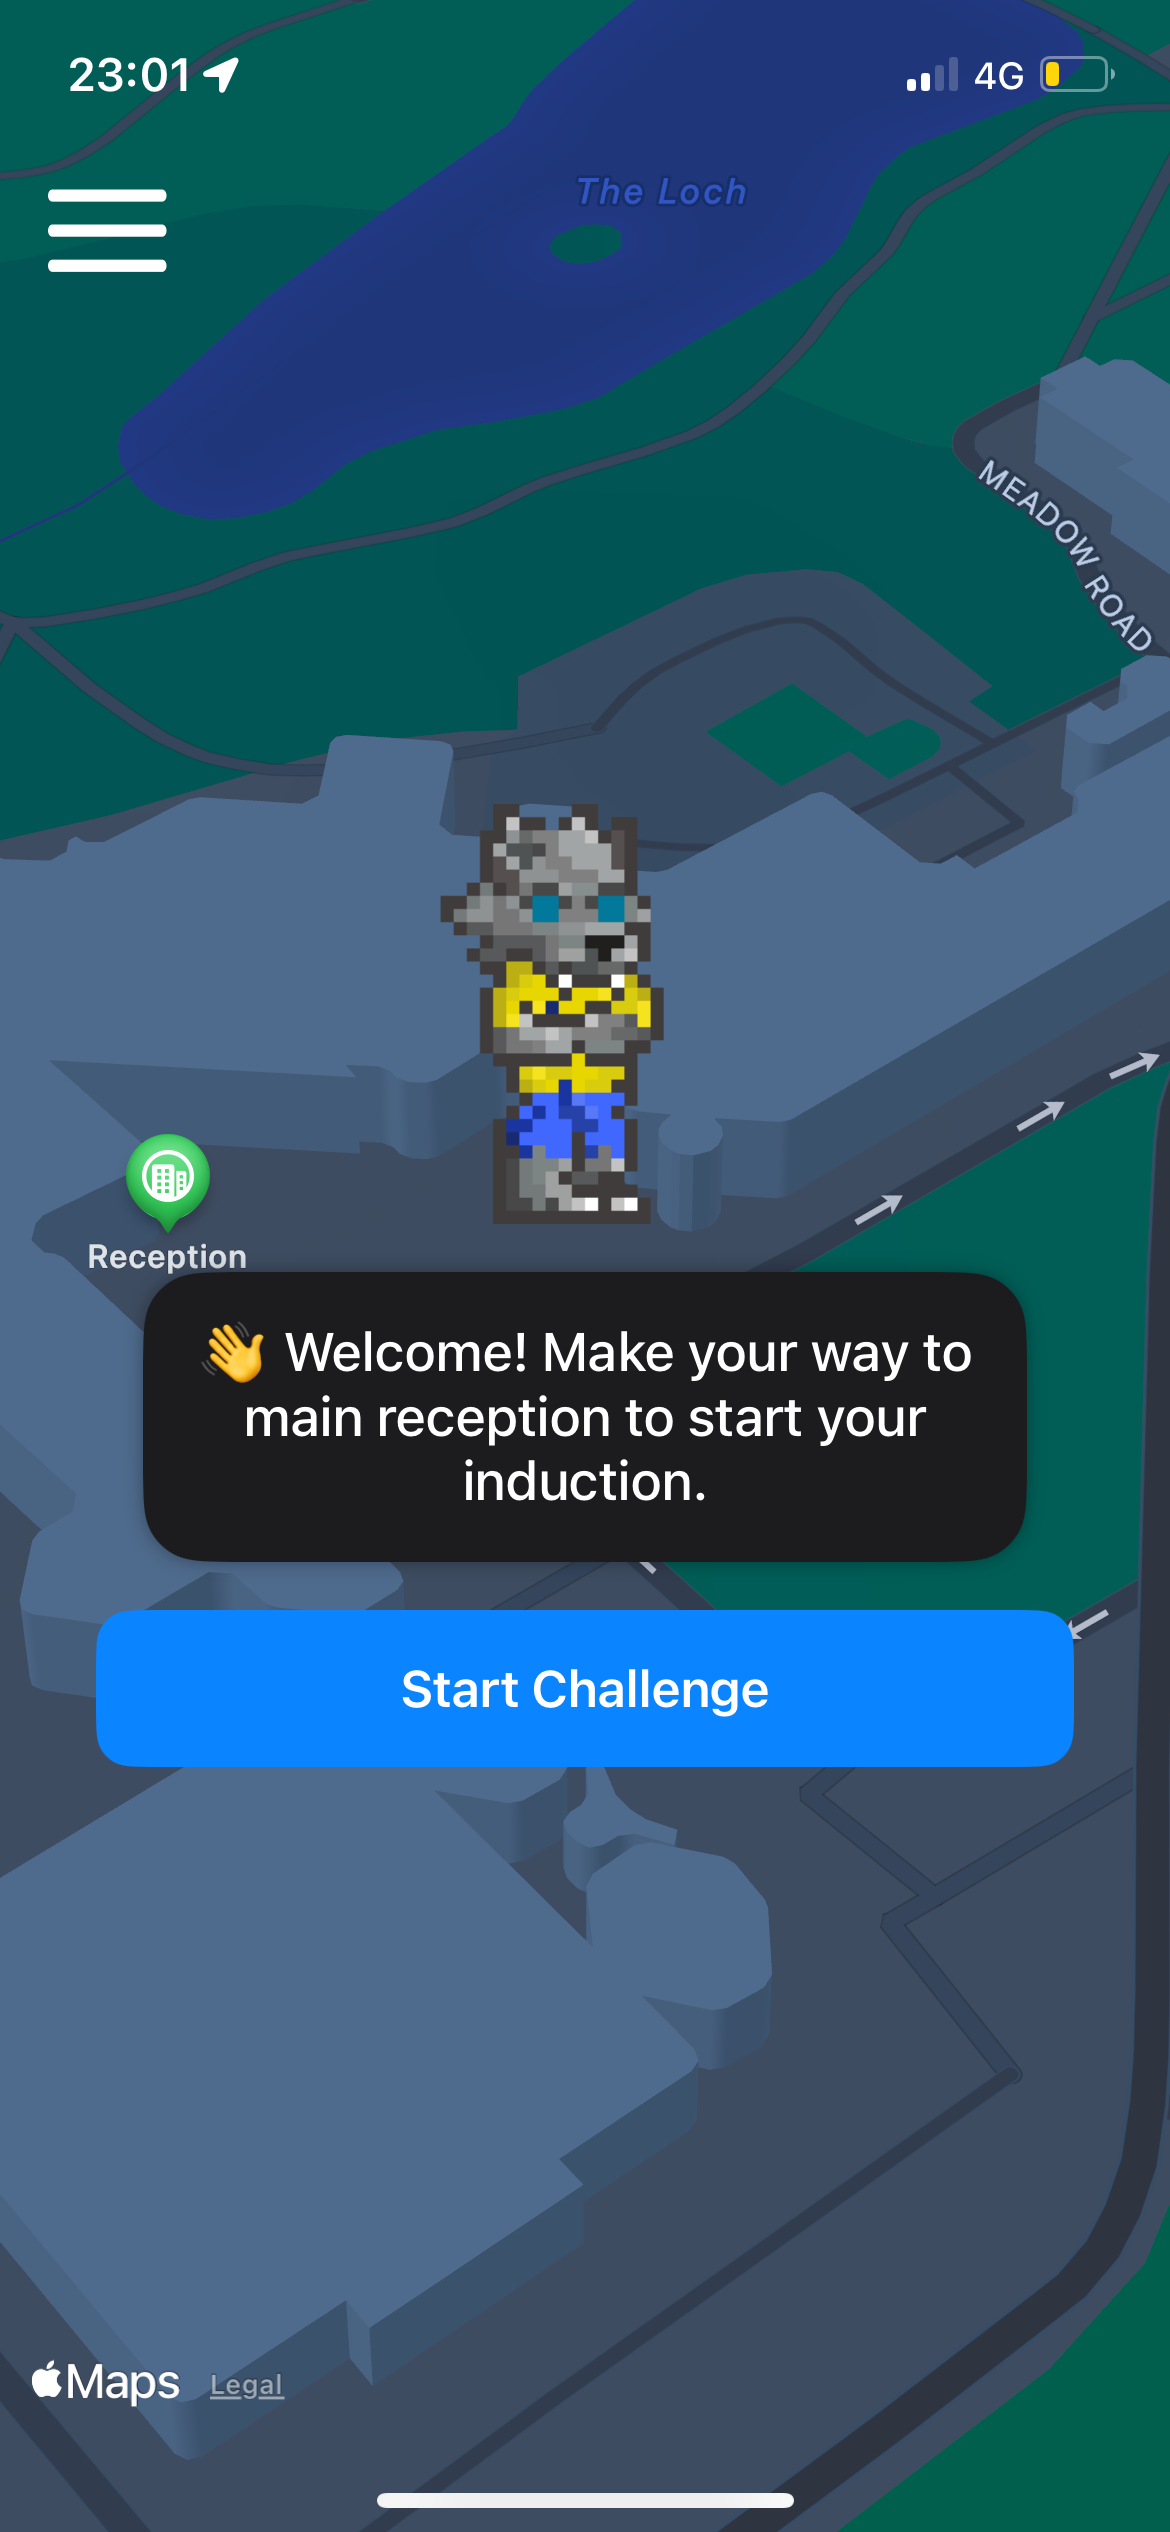 23:01
4G
The Loch
MEADOW ROAD
Reception
👋 Welcome! Make your way to
main reception to start your
induction.
Start Challenge
Maps
Legal